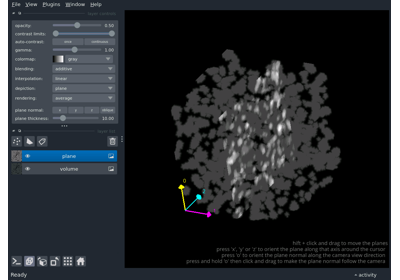 File View Plugins Window Help
opacity: 0.50
contrast limits:
auto-contrast: once continuous
gamma: 1.00
colormap: gray
blending: additive
interpolation: linear
depiction: plane
rendering: average
plane normal: x y z oblique
plane thickness: 10.00
plane
volume
0
shift + click and drag to move the planes
press 'x', 'y' or 'z' to orient the plane along that axis around the cursor
press 'o' to orient the plane normal along the camera view direction
press and hold 'o' then click and drag to make the plane normal follow the camera
Ready
activity